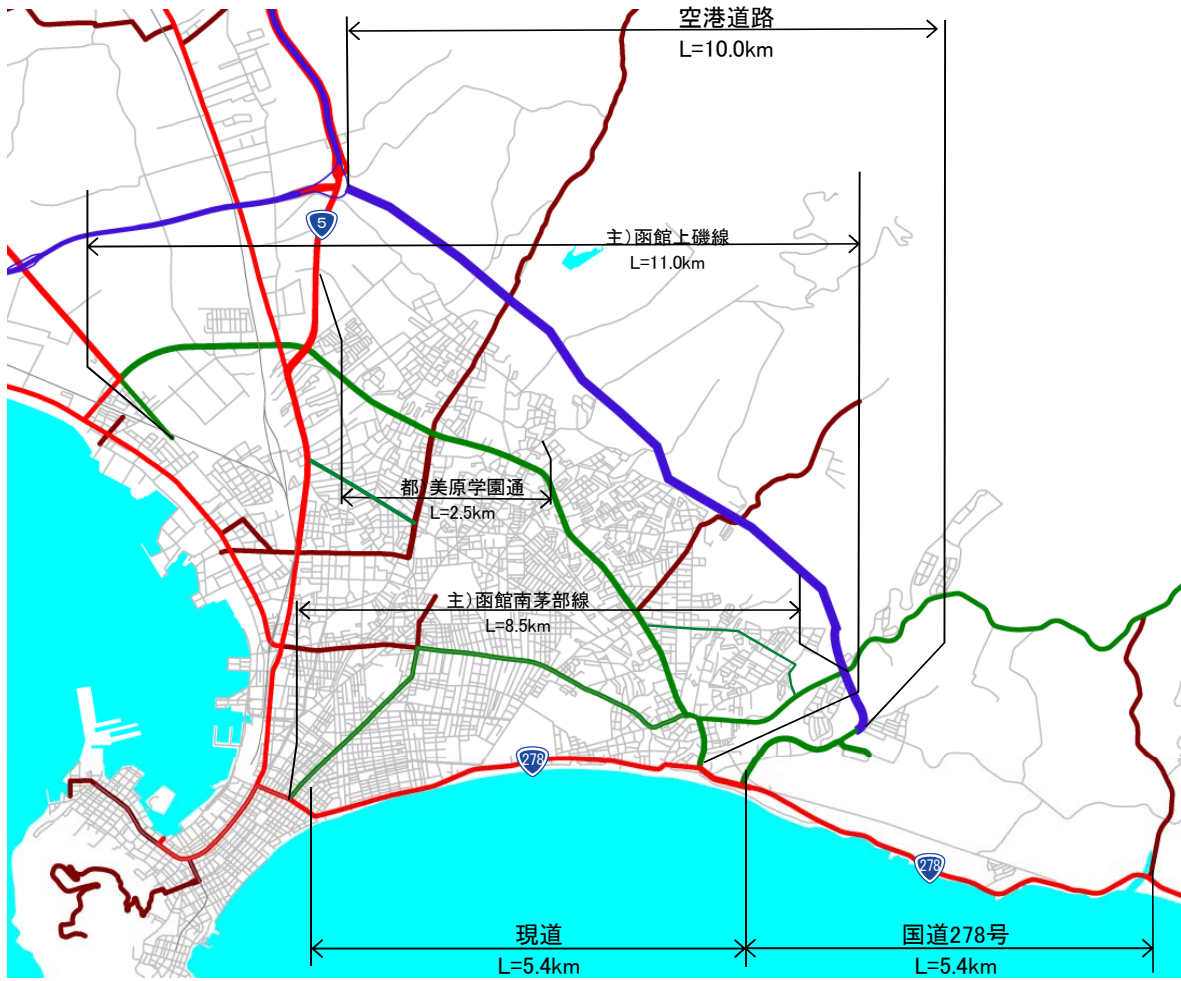 空港道路
L=10.0km
5
主)函館上磯線
L=11.0km
都)美原学園通
L=2.5km
主)函館南茅部線
L=8.5km
278
278
現道
L=5.4km
国道278号
L=5.4km